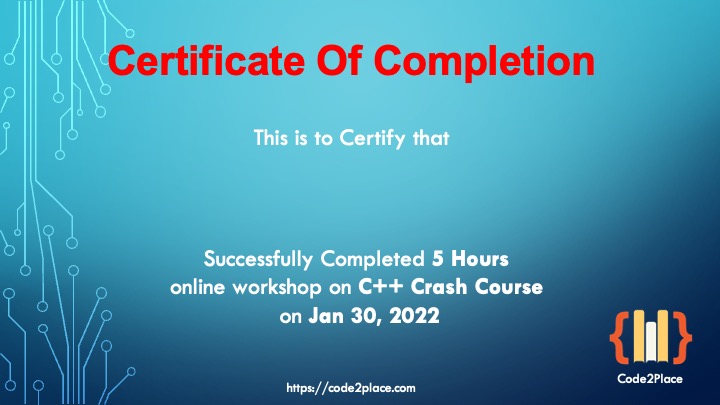 Certificate Of Completion
This is to Certify that
Successfully Completed 5 Hours
online workshop on C++ Crash Course
on Jan 30, 2022
Code2Place
https://code2place.com